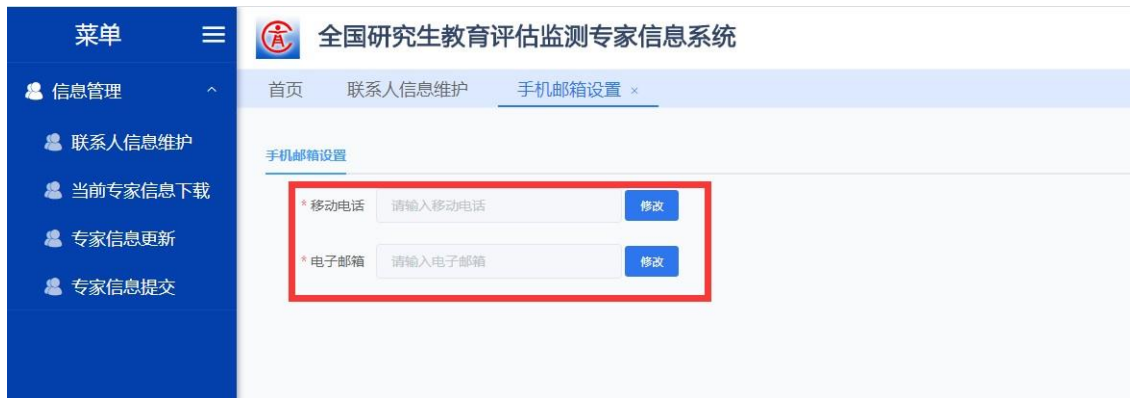 菜单
全国研究生教育评估监测专家信息系统
信息管理
首页 联系人信息维护 手机邮箱设置 ×
联系人信息维护
手机邮箱设置
当前专家信息下载
* 移动电话 请输入移动电话 修改
专家信息更新
* 电子邮箱 请输入电子邮箱 修改
专家信息提交